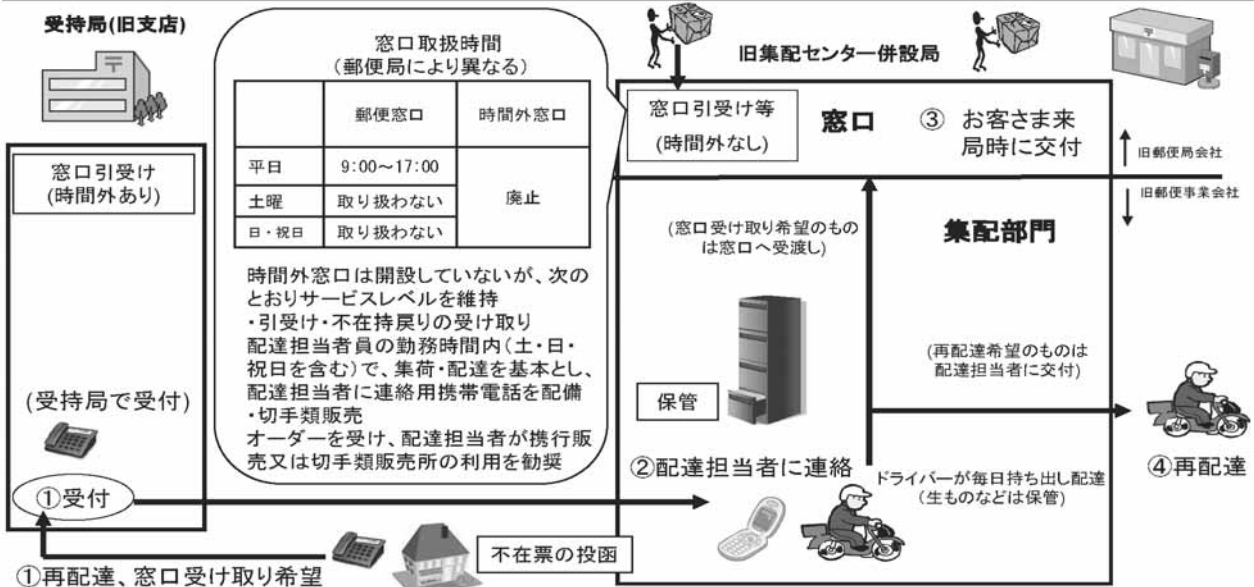 受持局(旧支店)
窓口引受け
(時間外あり)
(受持局で受付)
①受付
①再配達、窓口受け取り希望
窓口取扱時間
(郵便局により異なる)
郵便窓口 時間外窓口
平日 9:00～17:00 廃止
土曜 取り扱わない
日・祝日 取り扱わない
時間外窓口は開設していないが、次の
とおりサービスレベルを維持
・引受け・不在持戻りの受け取り
配達担当者員の勤務時間内(土・日・
祝日を含む)で、集荷・配達を基本とし、
配達担当者に連絡用携帯電話を配備
・切手類販売
オーダーを受け、配達担当者が携行販
売又は切手類販売所の利用を勧奨
不在票の投函
旧集配センター併設局
窓口引受け等
(時間外なし)
窓口
③ お客さま来
局時に交付
旧郵便局会社
旧郵便事業会社
(窓口受け取り希望のもの
は窓口へ受渡し)
集配部門
保管
(再配達希望のものは
配達担当者に交付)
②配達担当者に連絡
ドライバーが毎日持ち出し配達
(生ものなどは保管)
④再配達